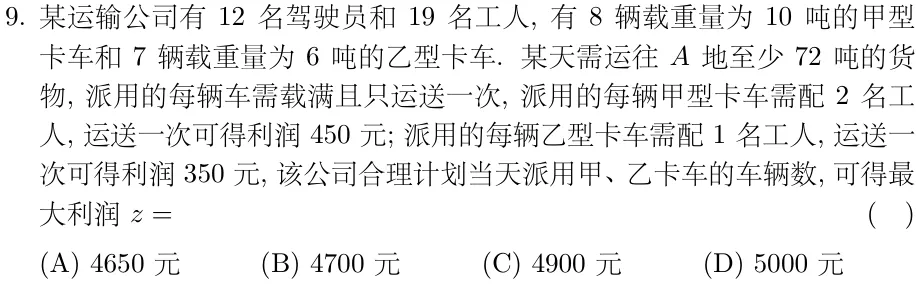 9. 某运输公司有 12 名驾驶员和 19 名工人, 有 8 辆载重量为 10 吨的甲型
卡车和 7 辆载重量为 6 吨的乙型卡车. 某天需运往 A 地至少 72 吨的货
物, 派用的每辆车需载满且只运送一次, 派用的每辆甲型卡车需配 2 名工
人, 运送一次可得利润 450 元; 派用的每辆乙型卡车需配 1 名工人, 运送一
次可得利润 350 元, 该公司合理计划当天派用甲、乙卡车的车辆数, 可得最
大利润 z = ( )
(A) 4650 元 (B) 4700 元 (C) 4900 元 (D) 5000 元